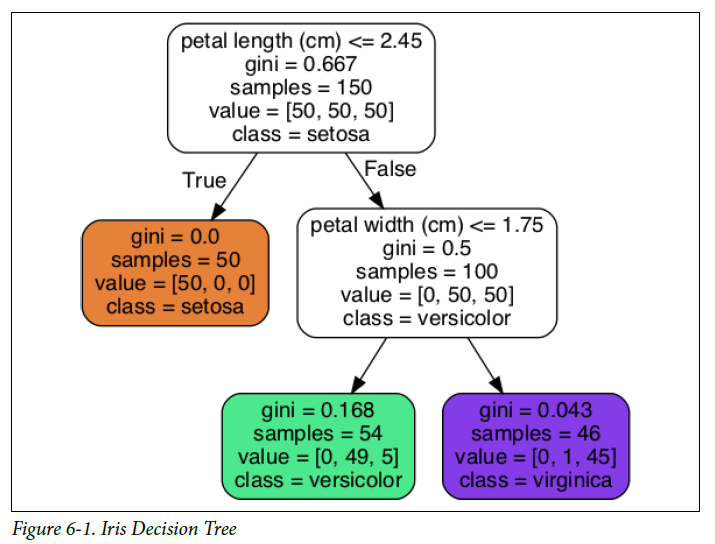 petal length (cm) <= 2.45
gini = 0.667
samples = 150
value = [50, 50, 50]
class = setosa
True
False
gini = 0.0
samples = 50
value = [50, 0, 0]
class = setosa
petal width (cm) <= 1.75
gini = 0.5
samples = 100
value = [0, 50, 50]
class = versicolor
gini = 0.168
samples = 54
value = [0, 49, 5]
class = versicolor
gini = 0.043
samples = 46
value = [0, 1, 45]
class = virginica
Figure 6-1. Iris Decision Tree